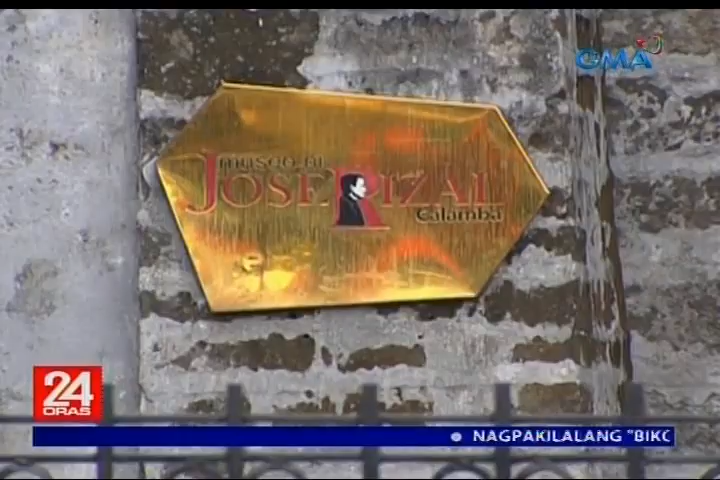 GMA
museo ni
JOSE RIZAL
Calamba
24
ORAS
NAGPAKILALANG "BIKO